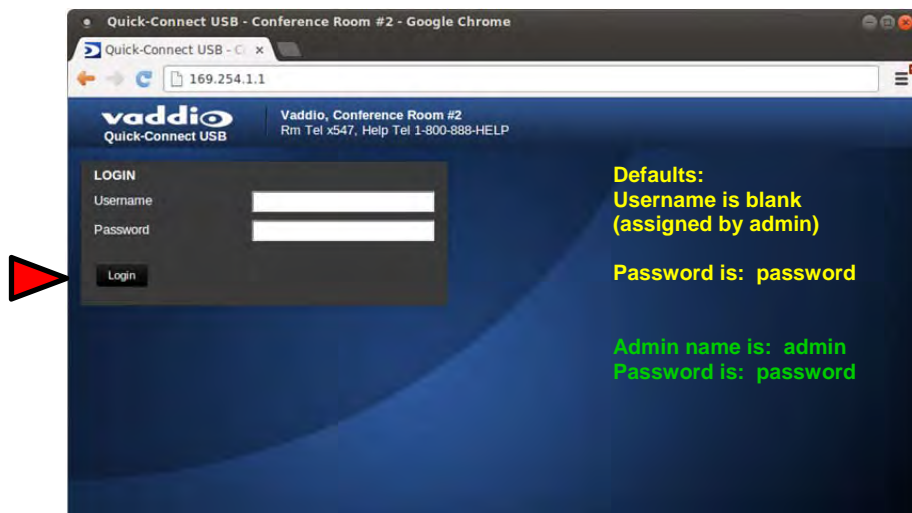 Quick-Connect USB - Conference Room #2 - Google Chrome
Quick-Connect USB - C
169.254.1.1
vaddio
Quick-Connect USB
Vaddio, Conference Room #2
Rm Tel x547, Help Tel 1-800-888-HELP
LOGIN
Username
Password
Login
Defaults:
Username is blank
(assigned by admin)
Password is: password
Admin name is: admin
Password is: password